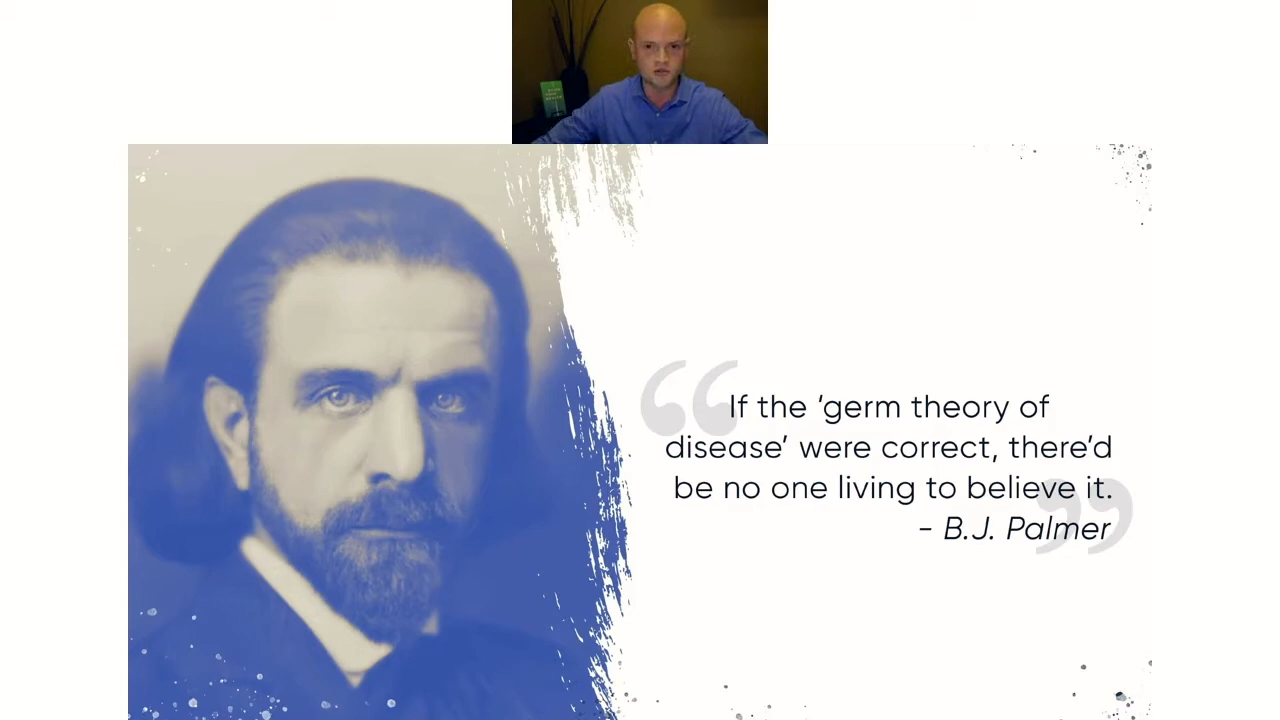 If the ‘germ theory of
disease’ were correct, there’d
be no one living to believe it.
- B.J. Palmer